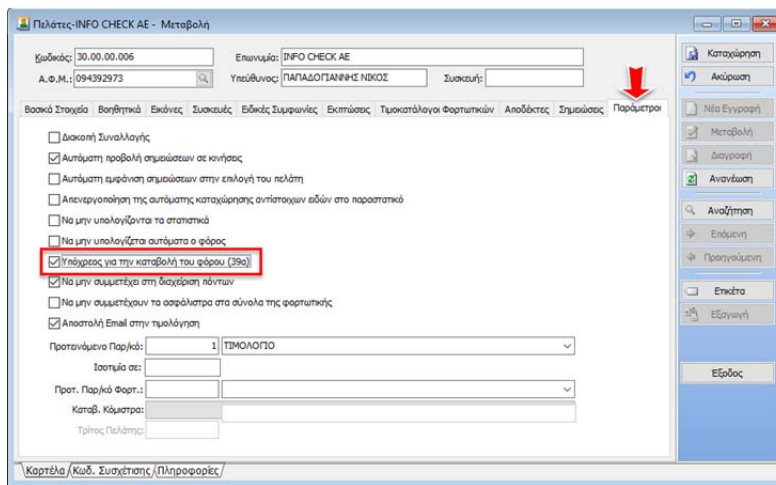 Πελάτες-INFO CHECK AE - Μεταβολή
Κωδικός: 30.00.00.006
Επωνυμία: INFO CHECK AE
Α.Φ.Μ.: 094392973
Υπεύθυνος: ΠΑΠΑΔΟΓΙΑΝΝΗΣ ΝΙΚΟΣ
Συσκευή:
Βασικά Στοιχεία Βοηθητικά Εικόνες Συσκευές Ειδικές Συμφωνίες Εκπτώσεις Τιμοκατάλογοι Φορτωτικών Αποδέκτες Σημειώσεις Παράμετροι
Διακοπή Συναλλαγής
Αυτόματη προβολή σημειώσεων σε κινήσεις
Αυτόματη εμφάνιση σημειώσεων στην επιλογή του πελάτη
Απενεργοποίηση της αυτόματης καταχώρησης αντίστοιχων ειδών στο παραστατικό
Να μην υπολογίζονται τα στατιστικά
Να μην υπολογίζεται αυτόματα ο φόρος
Υπόχρεος για την καταβολή του φόρου (39α)
Να μην συμμετέχει στη διαχείριση πόντων
Να μην συμμετέχουν τα ασφάλιστρα στα σύνολα της φορτωτικής
Αποστολή Email στην τιμολόγηση
Προτεινόμενο Παρ/κό: 1 ΤΙΜΟΛΟΓΙΟ
Ισοτιμία σε:
Προτ. Παρ/κό Φορτ.:
Καταβ. Κόμιστρα:
Τρίτος Πελάτης:
Καρτέλα Κωδ. Συσχέτισης Πληροφορίες
Καταχώρηση
Ακύρωση
Νέα Εγγραφή
Μεταβολή
Διαγραφή
Ανανέωση
Αναζήτηση
Επόμενη
Προηγούμενη
Ετικέτα
Εξαγωγή
Έξοδος